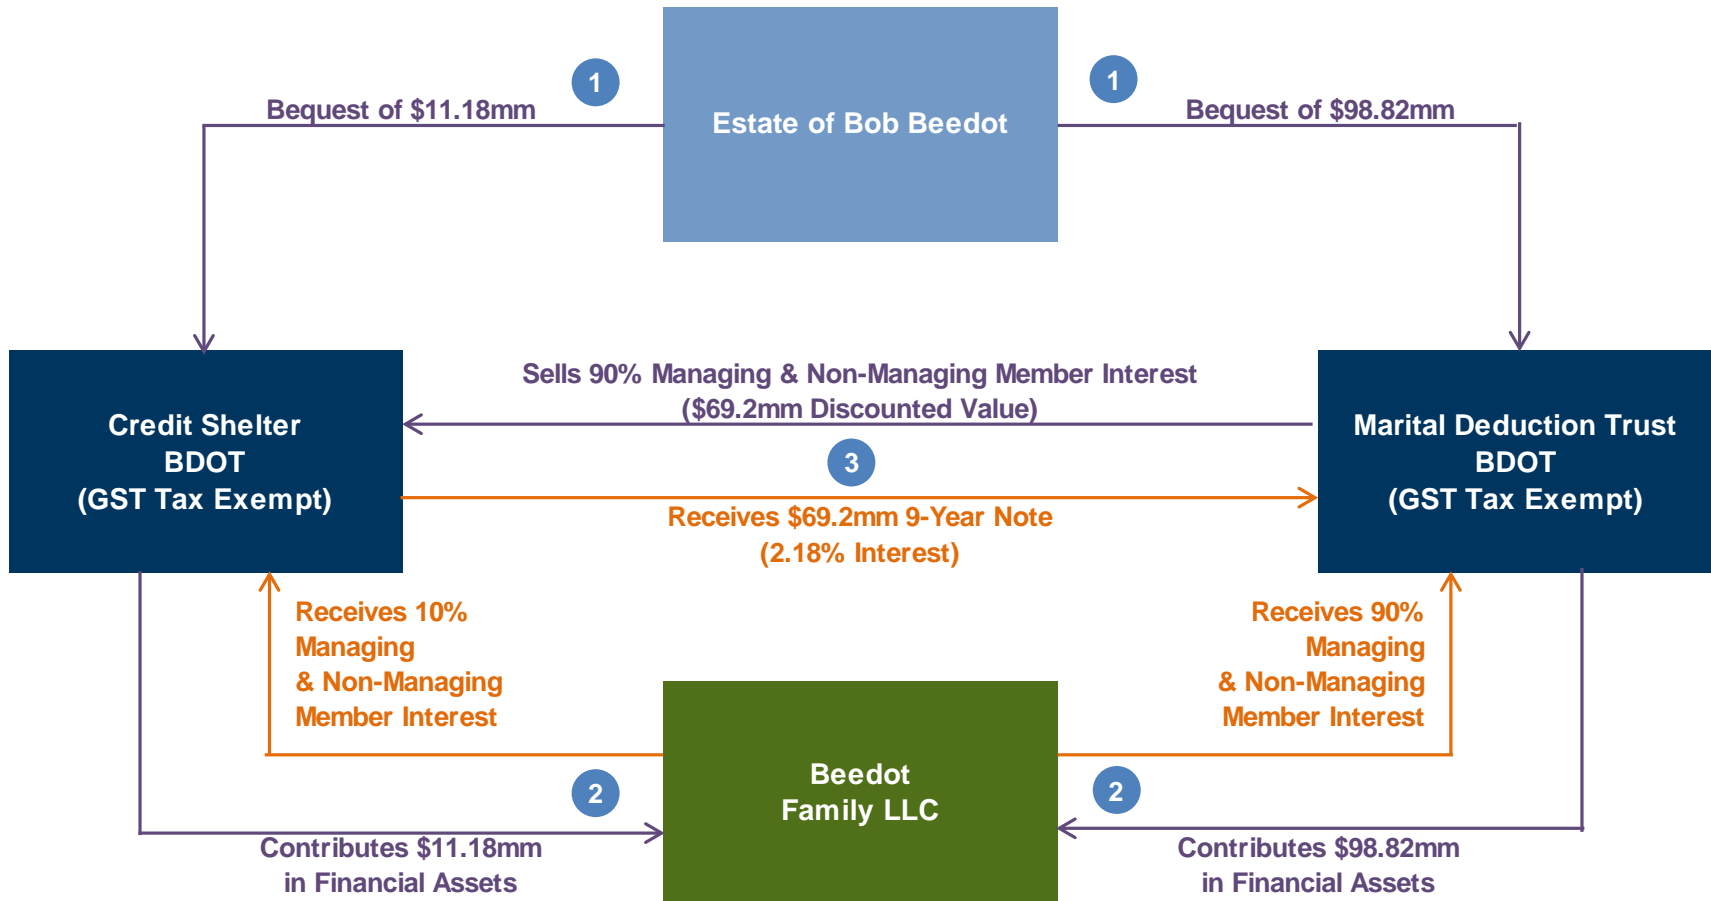 1
1
Bequest of $11.18mm
Estate of Bob Beedot
Bequest of $98.82mm
Sells 90% Managing & Non-Managing Member Interest
($69.2mm Discounted Value)
Credit Shelter
BDOT
(GST Tax Exempt)
3
Marital Deduction Trust
BDOT
(GST Tax Exempt)
Receives $69.2mm 9-Year Note
(2.18% Interest)
Receives 10%
Managing
& Non-Managing
Member Interest
Receives 90%
Managing
& Non-Managing
Member Interest
2
Beedot
Family LLC
2
Contributes $11.18mm
in Financial Assets
Contributes $98.82mm
in Financial Assets